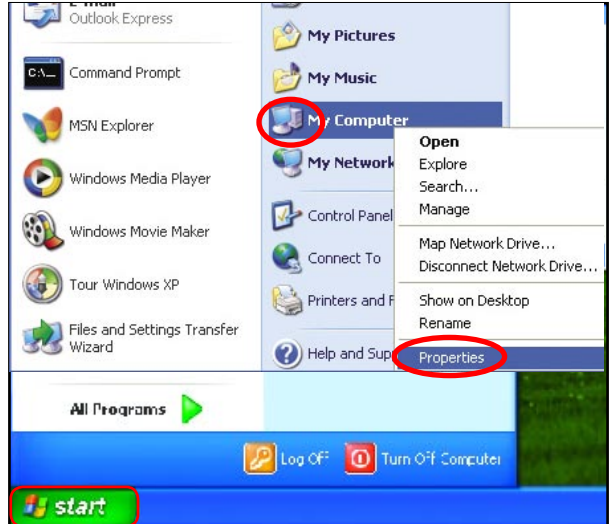 E-mail
Outlook Express
Command Prompt
MSN Explorer
Windows Media Player
Windows Movie Maker
Tour Windows XP
Files and Settings Transfer
Wizard
All Programs
My Pictures
My Music
My Computer
My Network
Control Panel
Connect To
Printers and F
Help and Sup
Open
Explore
Search...
Manage
Map Network Drive...
Disconnect Network Drive...
Show on Desktop
Rename
Properties
Log Off
Turn Off Computer
start